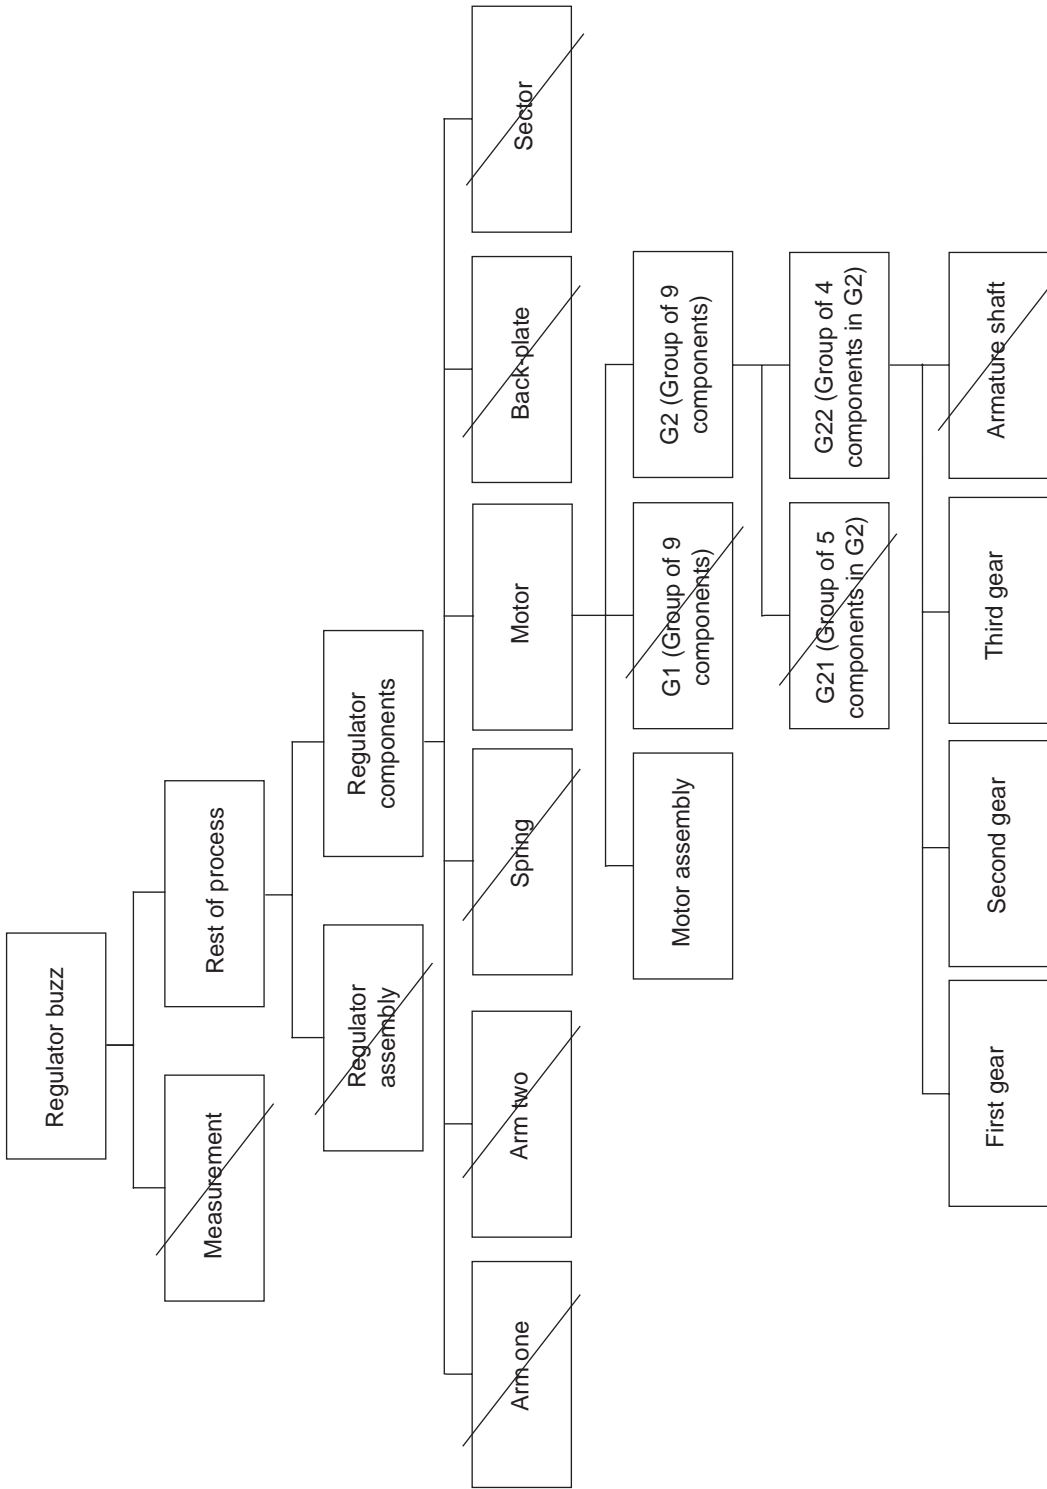 Regulator buzz
Measurement
Rest of process
Regulator
assembly
Regulator
components
Arm one
Arm two
Spring
Motor
Back-plate
Sector
Motor assembly
G1 (Group of 9
components)
G2 (Group of 9
components)
G21 (Group of 5
components in G2)
G22 (Group of 4
components in G2)
First gear
Second gear
Third gear
Armature shaft